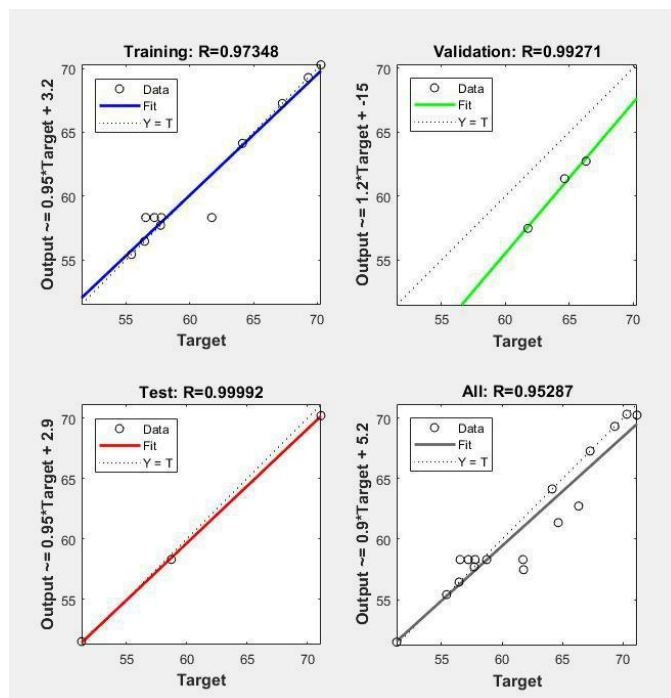 Training: R=0.97348
Output ~= 0.95*Target + 3.2
70
65
60
55
Data
Fit
Y = T
55 60 65 70
Target
Validation: R=0.99271
Output ~= 1.2*Target + -15
70
65
60
55
Data
Fit
Y = T
55 60 65 70
Target
Test: R=0.99992
Output ~= 0.95*Target + 2.9
70
65
60
55
Data
Fit
Y = T
55 60 65 70
Target
All: R=0.95287
Output ~= 0.9*Target + 5.2
70
65
60
55
Data
Fit
Y = T
55 60 65 70
Target